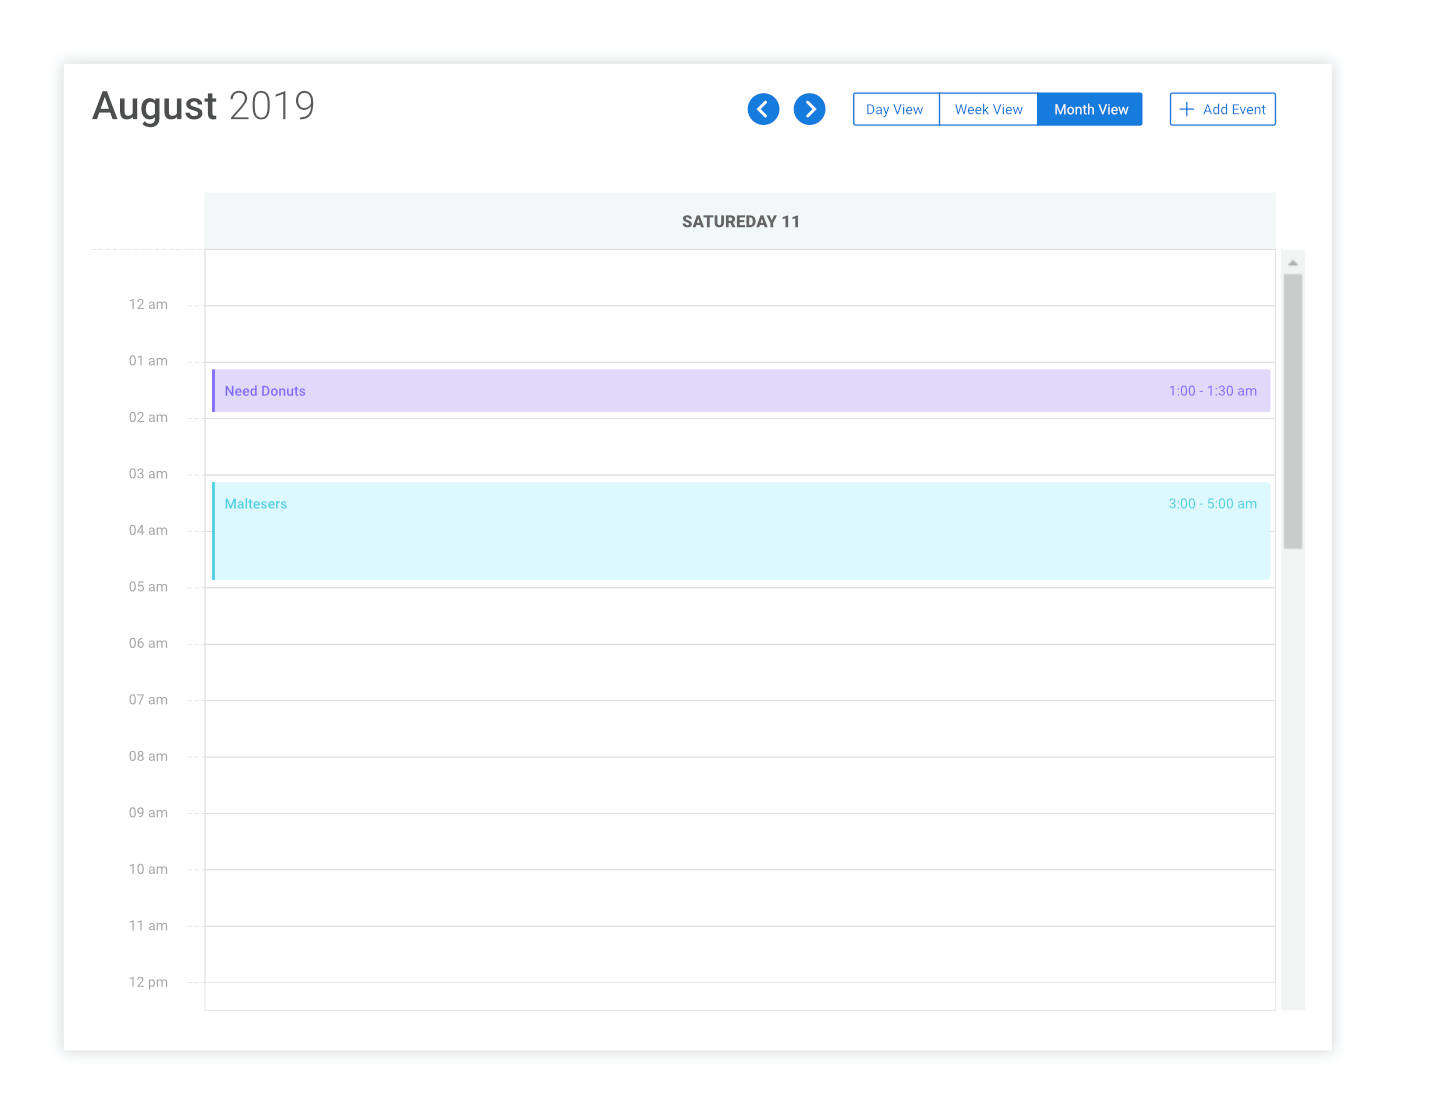 August 2019
Day View
Week View
Month View
Add Event
SATUREDAY 11
12 am
01 am
Need Donuts 1:00 - 1:30 am
02 am
03 am
Maltesers 3:00 - 5:00 am
04 am
05 am
06 am
07 am
08 am
09 am
10 am
11 am
12 pm